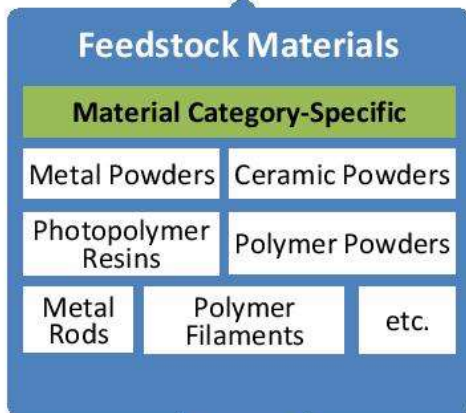 Feedstock Materials
Material Category-Specific
Metal Powders
Ceramic Powders
Photopolymer
Resins
Polymer Powders
Metal
Rods
Polymer
Filaments
etc.